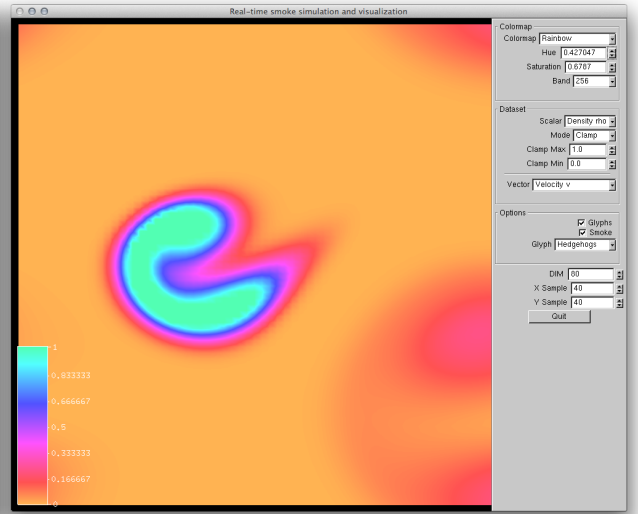 Real-time smoke simulation and visualization
Colormap
Colormap Rainbow
Hue 0.427047
Saturation 0.6787
Band 256
Dataset
Scalar Density rho
Mode Clamp
Clamp Max 1.0
Clamp Min 0.0
Vector Velocity v
Options
Glyphs
Smoke
Glyph Hedgehogs
DIM 80
X Sample 40
Y Sample 40
Quit
1
0.833333
0.666667
0.5
0.333333
0.166667
0